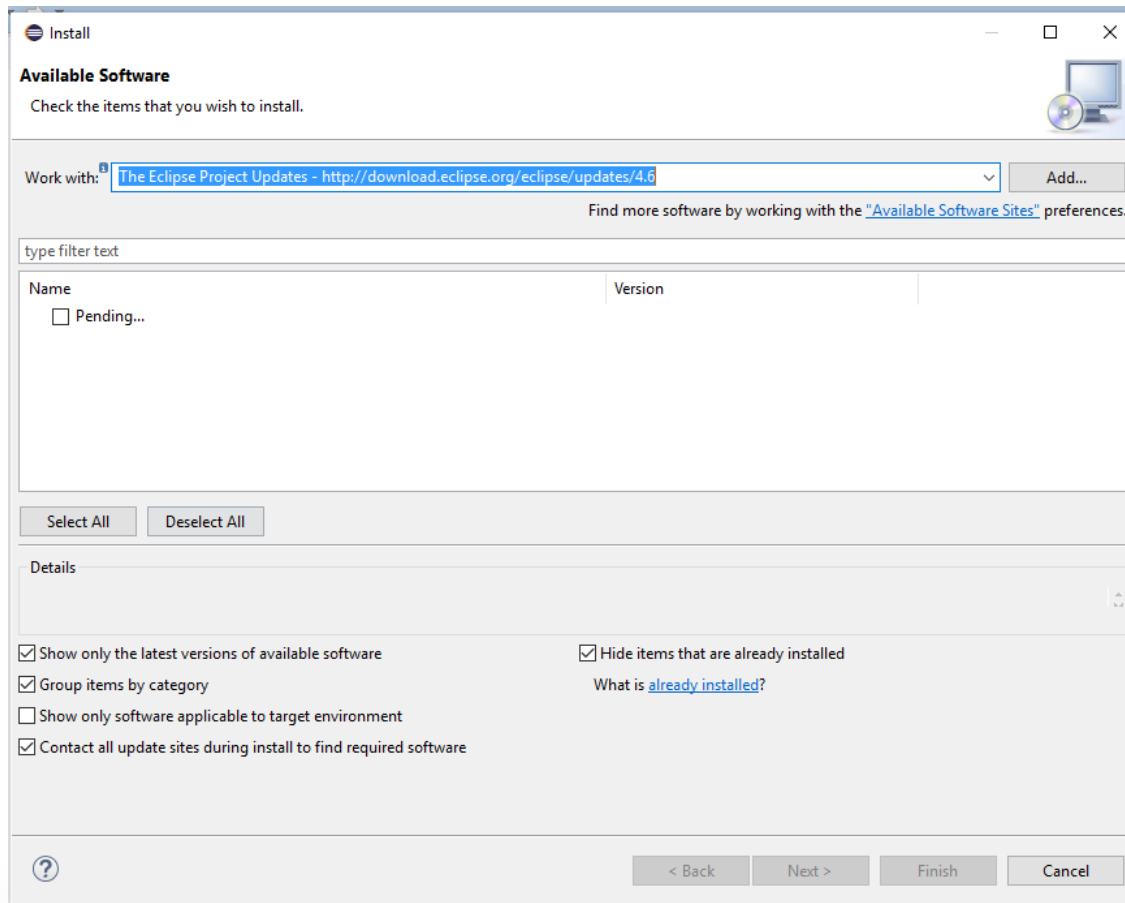 Install
Available Software
Check the items that you wish to install.
Work with: The Eclipse Project Updates - http://download.eclipse.org/eclipse/updates/4.6 Add...
Find more software by working with the "Available Software Sites" preferences.
type filter text
Name Version
Pending...
Select All Deselect All
Details
Show only the latest versions of available software Hide items that are already installed
Group items by category What is already installed?
Show only software applicable to target environment
Contact all update sites during install to find required software
? < Back Next > Finish Cancel